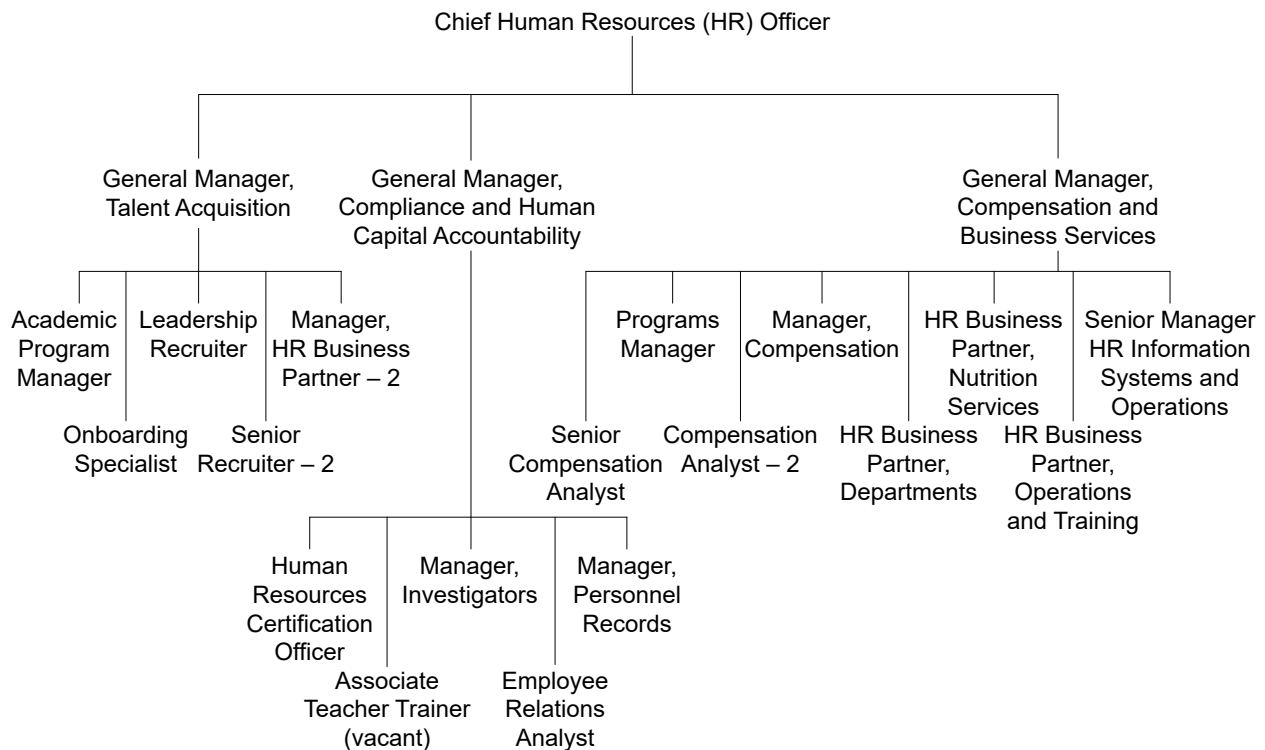 Chief Human Resources (HR) Officer
General Manager,
Talent Acquisition
General Manager,
Compliance and Human
Capital Accountability
General Manager,
Compensation and
Business Services
Academic
Program
Manager
Onboarding
Specialist
Leadership
Recruiter
Senior
Recruiter – 2
Manager,
HR Business
Partner – 2
Senior
Compensation
Analyst
Programs
Manager
Compensation
Analyst – 2
Manager,
Compensation
HR Business
Partner,
Departments
HR Business
Partner,
Nutrition
Services
HR Business
Partner,
Operations
and Training
Senior Manager
HR Information
Systems and
Operations
Human
Resources
Certification
Officer
Associate
Teacher Trainer
(vacant)
Manager,
Investigators
Employee
Relations
Analyst
Manager,
Personnel
Records